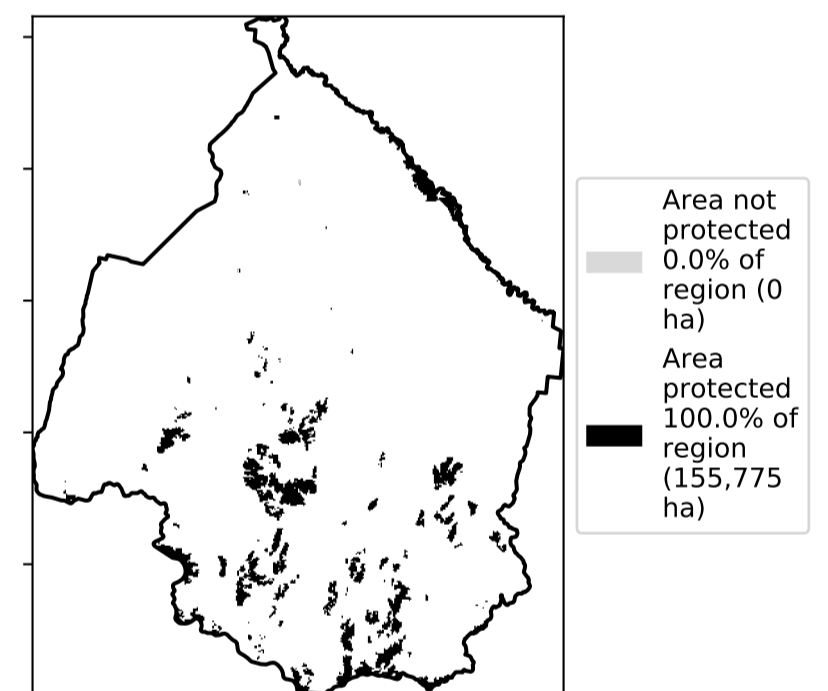 Area not
protected
0.0% of
region (0
ha)
Area
protected
100.0% of
region
(155,775
ha)